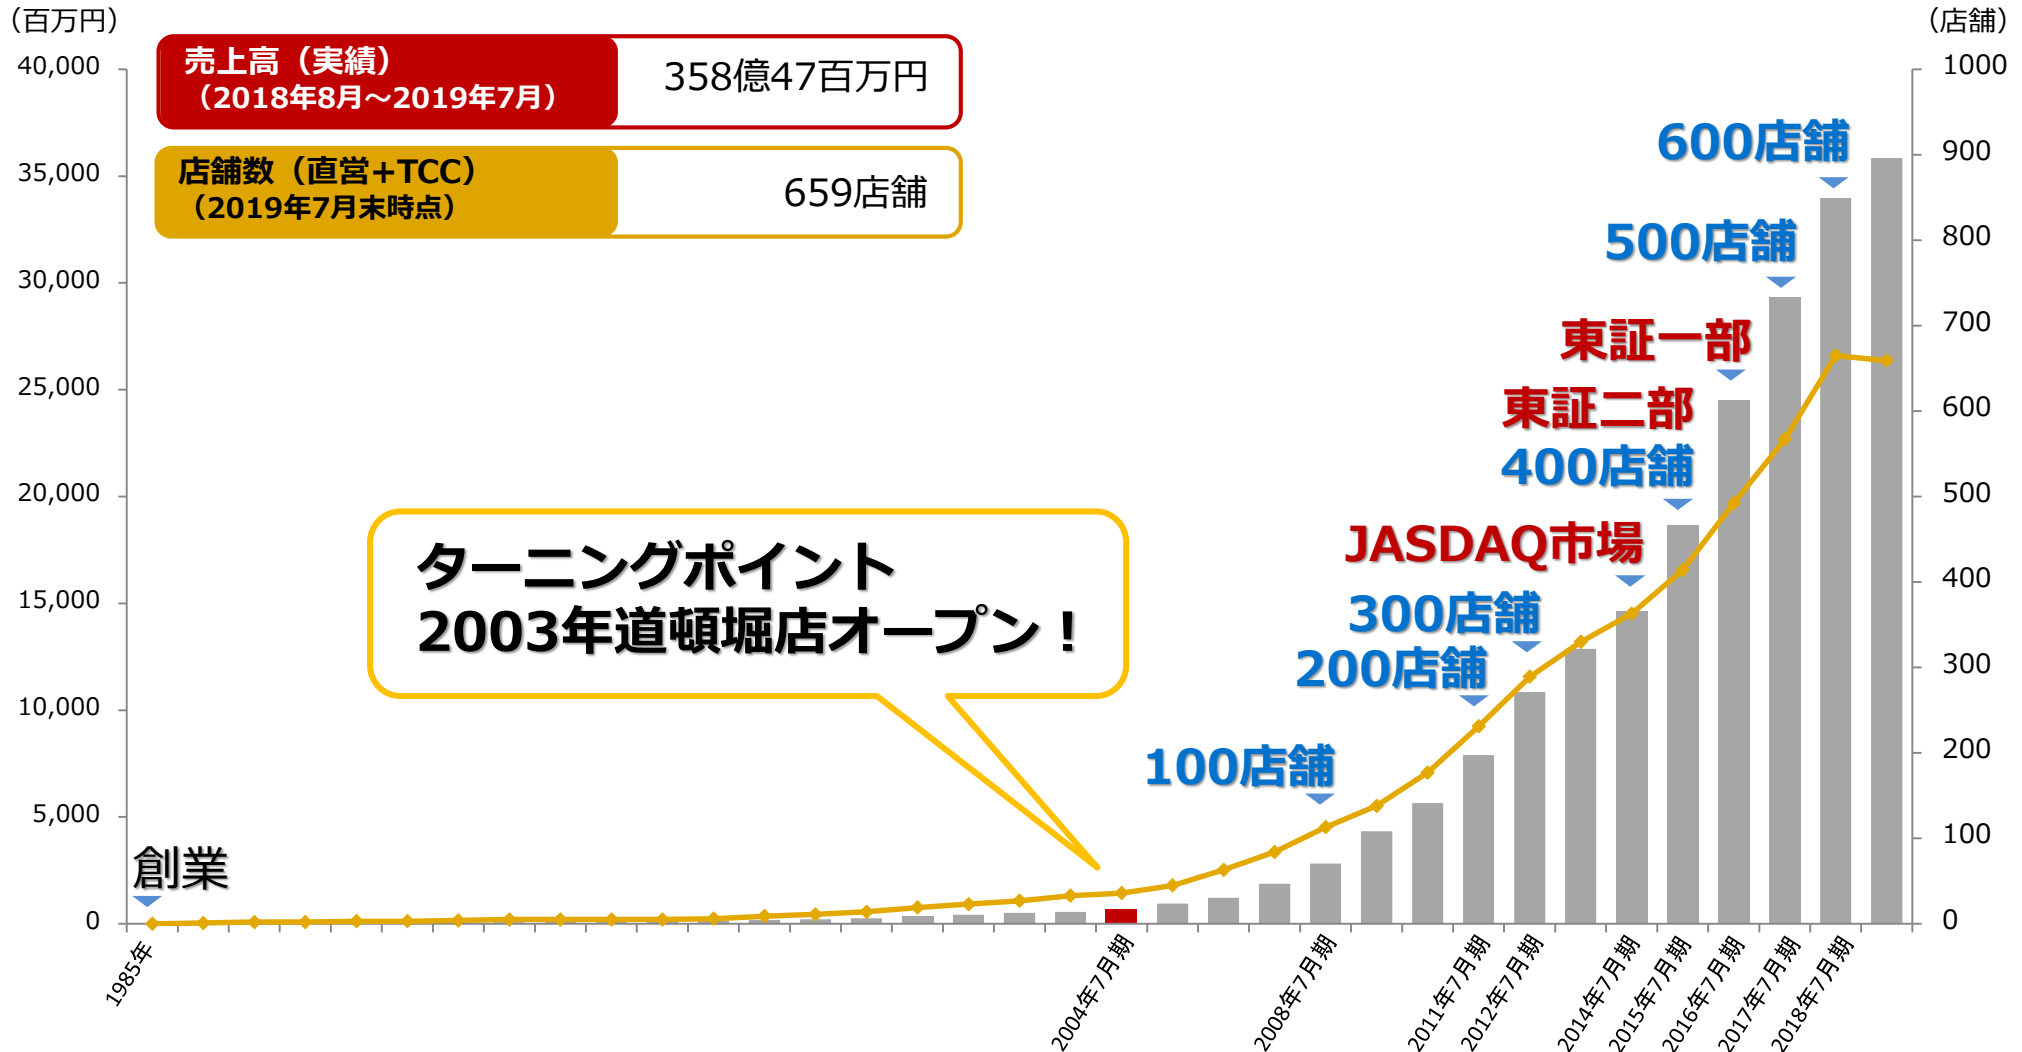 （百万円）
（店舗）
40,000
35,000
30,000
25,000
20,000
15,000
10,000
5,000
0
1000
900
800
700
600
500
400
300
200
100
0
売上高（実績）
（2018年8月～2019年7月）
358億47百万円
店舗数（直営+TCC）
（2019年7月末時点）
659店舗
600店舗
500店舗
東証一部
東証二部
400店舗
JASDAQ市場
300店舗
200店舗
100店舗
ターニングポイント
2003年道頓堀店オープン！
創業
1985年
2004年7月期
2008年7月期
2011年7月期
2012年7月期
2014年7月期
2015年7月期
2016年7月期
2017年7月期
2018年7月期